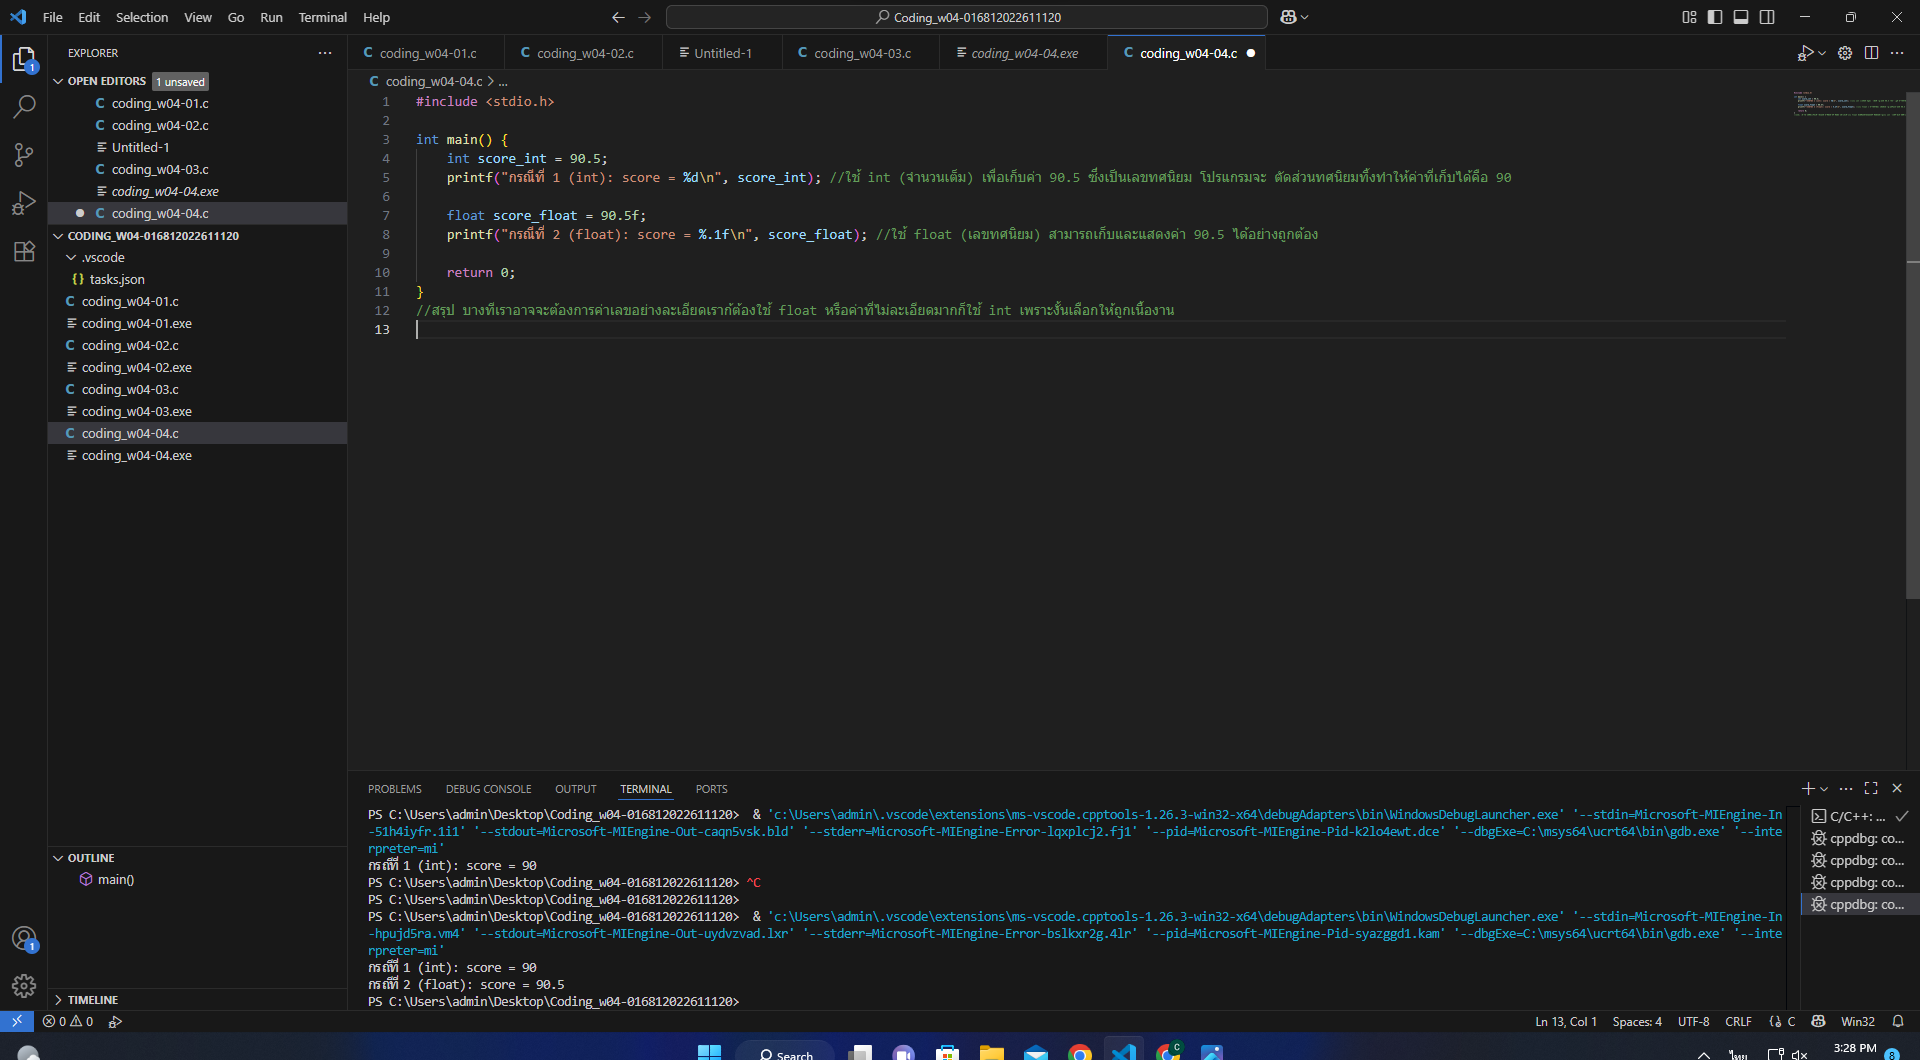 File Edit Selection View Go Run Terminal Help
Coding_w04-016812022611120
EXPLORER
OPEN EDITORS 1 unsaved
coding_w04-01.c
coding_w04-02.c
Untitled-1
coding_w04-03.c
coding_w04-04.exe
coding_w04-04.c
CODING_W04-016812022611120
.vscode
tasks.json
coding_w04-01.c
coding_w04-01.exe
coding_w04-02.c
coding_w04-02.exe
coding_w04-03.c
coding_w04-03.exe
coding_w04-04.c
coding_w04-04.exe
OUTLINE
main()
TIMELINE
coding_w04-01.c coding_w04-02.c Untitled-1 coding_w04-03.c coding_w04-04.exe coding_w04-04.c
coding_w04-04.c > ...
1 #include <stdio.h>
2
3 int main() {
4 int score_int = 90.5;
5 printf("กรณีที่ 1 (int): score = %d\n", score_int); //ใช้ int (จำนวนเต็ม) เพื่อเก็บค่า 90.5 ซึ่งเป็นเลขทศนิยม โปรแกรมจะ ตัดส่วนทศนิยมทิ้งทำให้ค่าที่เก็บได้คือ 90
6
7 float score_float = 90.5f;
8 printf("กรณีที่ 2 (float): score = %.1f\n", score_float); //ใช้ float (เลขทศนิยม) สามารถเก็บและแสดงค่า 90.5 ได้อย่างถูกต้อง
9
10 return 0;
11 }
12 //สรุป บางทีเราอาจจะต้องการค่าเลขอย่างละเอียดเราก้ต้องใช้ float หรือค่าที่ไม่ละเอียดมากก็ใช้ int เพราะงั้นเลือกให้ถูกเนื้องาน
13
PROBLEMS DEBUG CONSOLE OUTPUT TERMINAL PORTS
PS C:\Users\admin\Desktop\Coding_w04-016812022611120> & 'c:\Users\admin\.vscode\extensions\ms-vscode.cpptools-1.26.3-win32-x64\debugAdapters\bin\WindowsDebugLauncher.exe' '--stdin=Microsoft-MIEngine-In
-51h4iyfr.1i1' '--stdout=Microsoft-MIEngine-Out-caqn5vsk.bld' '--stderr=Microsoft-MIEngine-Error-lqxplcj2.fj1' '--pid=Microsoft-MIEngine-Pid-k2lo4ewt.dce' '--dbgExe=C:\msys64\ucrt64\bin\gdb.exe' '--inte
rpreter=mi'
กรณีที่ 1 (int): score = 90
PS C:\Users\admin\Desktop\Coding_w04-016812022611120> ^C
PS C:\Users\admin\Desktop\Coding_w04-016812022611120>
PS C:\Users\admin\Desktop\Coding_w04-016812022611120> & 'c:\Users\admin\.vscode\extensions\ms-vscode.cpptools-1.26.3-win32-x64\debugAdapters\bin\WindowsDebugLauncher.exe' '--stdin=Microsoft-MIEngine-In
-hpujd5ra.vm4' '--stdout=Microsoft-MIEngine-Out-uydvzvad.lxr' '--stderr=Microsoft-MIEngine-Error-bslkxr2g.4lr' '--pid=Microsoft-MIEngine-Pid-syazggd1.kam' '--dbgExe=C:\msys64\ucrt64\bin\gdb.exe' '--inte
rpreter=mi'
กรณีที่ 1 (int): score = 90
กรณีที่ 2 (float): score = 90.5
PS C:\Users\admin\Desktop\Coding_w04-016812022611120>
C/C++: ...
cppdbg: co...
cppdbg: co...
cppdbg: co...
cppdbg: co...
0 0 Ln 13, Col 1 Spaces: 4 UTF-8 CRLF C Win32
Search ไทย 3:28 PM 8